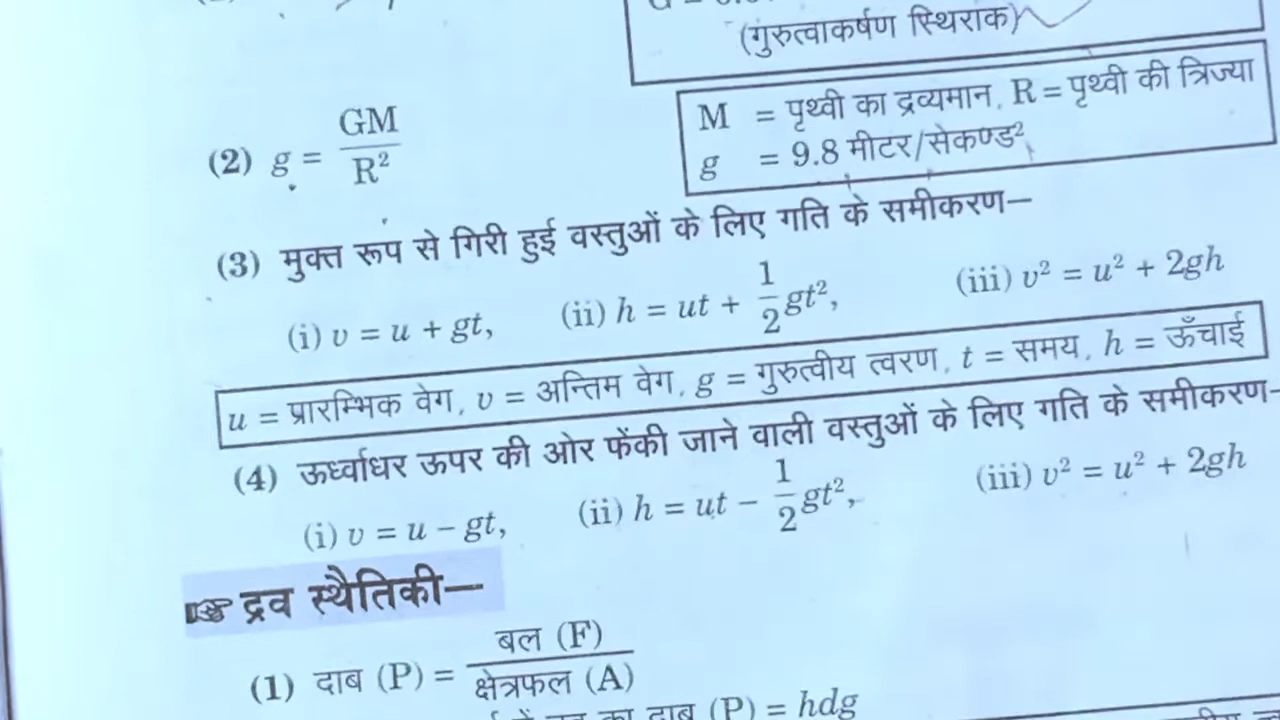 (गुरुत्वाकर्षण स्थिरांक)
(2) g = GM/R²
M = पृथ्वी का द्रव्यमान, R = पृथ्वी की त्रिज्या
g = 9.8 मीटर/सेकण्ड²
(3) मुक्त रूप से गिरी हुई वस्तुओं के लिए गति के समीकरण—
(i) v = u + gt, (ii) h = ut + 1/2 gt², (iii) v² = u² + 2gh
u = प्रारम्भिक वेग, v = अन्तिम वेग, g = गुरुत्वीय त्वरण, t = समय, h = ऊँचाई
(4) ऊर्ध्वाधर ऊपर की ओर फेंकी जाने वाली वस्तुओं के लिए गति के समीकरण-
(i) v = u – gt, (ii) h = ut – 1/2 gt², (iii) v² = u² + 2gh
☞ द्रव स्थैतिकी—
(1) दाब (P) = बल (F)/क्षेत्रफल (A)
दाब (P) = hdg